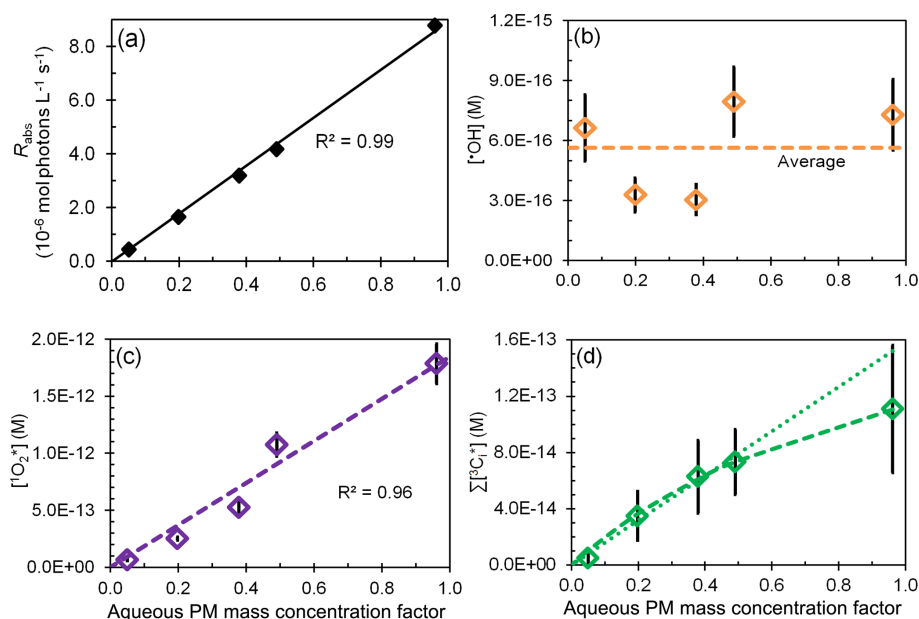 (a)
R_abs
(10⁻⁶ molphotons L⁻¹ s⁻¹)
8.0
6.0
4.0
2.0
0.0
R² = 0.99
0.0 0.2 0.4 0.6 0.8 1.0
(b)
[•OH] (M)
1.2E-15
9.0E-16
6.0E-16
3.0E-16
0.0E+00
Average
0.0 0.2 0.4 0.6 0.8 1.0
(c)
[¹O₂*] (M)
2.0E-12
1.5E-12
1.0E-12
5.0E-13
0.0E+00
R² = 0.96
0.0 0.2 0.4 0.6 0.8 1.0
Aqueous PM mass concentration factor
(d)
Σ[³Cᵢ*] (M)
1.6E-13
1.2E-13
8.0E-14
4.0E-14
0.0E+00
0.0 0.2 0.4 0.6 0.8 1.0
Aqueous PM mass concentration factor